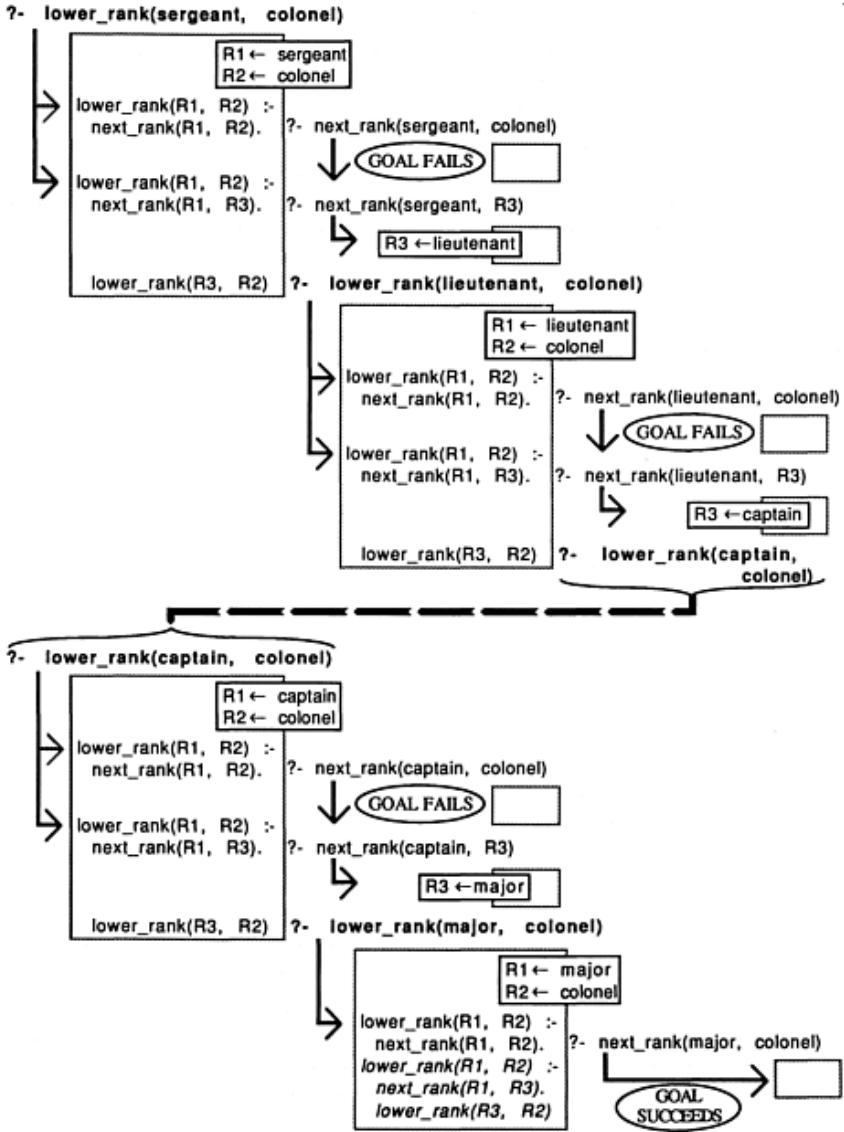 ?- lower_rank(sergeant, colonel)
R1 ← sergeant
R2 ← colonel
lower_rank(R1, R2) :-
next_rank(R1, R2).
?- next_rank(sergeant, colonel)
GOAL FAILS
lower_rank(R1, R2) :-
next_rank(R1, R3).
?- next_rank(sergeant, R3)
R3 ← lieutenant
lower_rank(R3, R2)
?- lower_rank(lieutenant, colonel)
R1 ← lieutenant
R2 ← colonel
lower_rank(R1, R2) :-
next_rank(R1, R2).
?- next_rank(lieutenant, colonel)
GOAL FAILS
lower_rank(R1, R2) :-
next_rank(R1, R3).
?- next_rank(lieutenant, R3)
R3 ← captain
lower_rank(R3, R2)
?- lower_rank(captain,
colonel)
?- lower_rank(captain, colonel)
R1 ← captain
R2 ← colonel
lower_rank(R1, R2) :-
next_rank(R1, R2).
?- next_rank(captain, colonel)
GOAL FAILS
lower_rank(R1, R2) :-
next_rank(R1, R3).
?- next_rank(captain, R3)
R3 ← major
lower_rank(R3, R2)
?- lower_rank(major, colonel)
R1 ← major
R2 ← colonel
lower_rank(R1, R2) :-
next_rank(R1, R2).
?- next_rank(major, colonel)
lower_rank(R1, R2) :-
next_rank(R1, R3).
lower_rank(R3, R2)
GOAL
SUCCEEDS